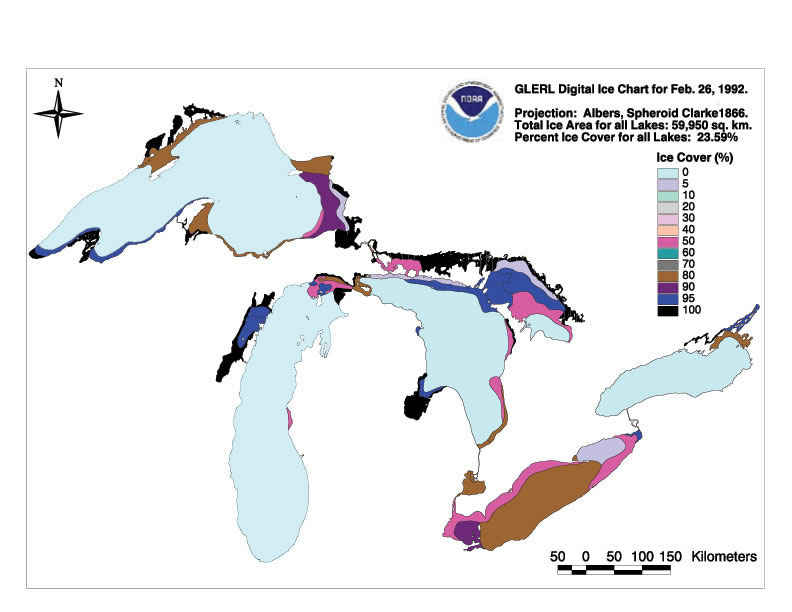 N
NOAA
GLERL Digital Ice Chart for Feb. 26, 1992.
Projection: Albers, Spheroid Clarke1866.
Total Ice Area for all Lakes: 59,950 sq. km.
Percent Ice Cover for all Lakes: 23.59%
Ice Cover (%)
0
5
10
20
30
40
50
60
70
80
90
95
100
50 0 50 100 150 Kilometers